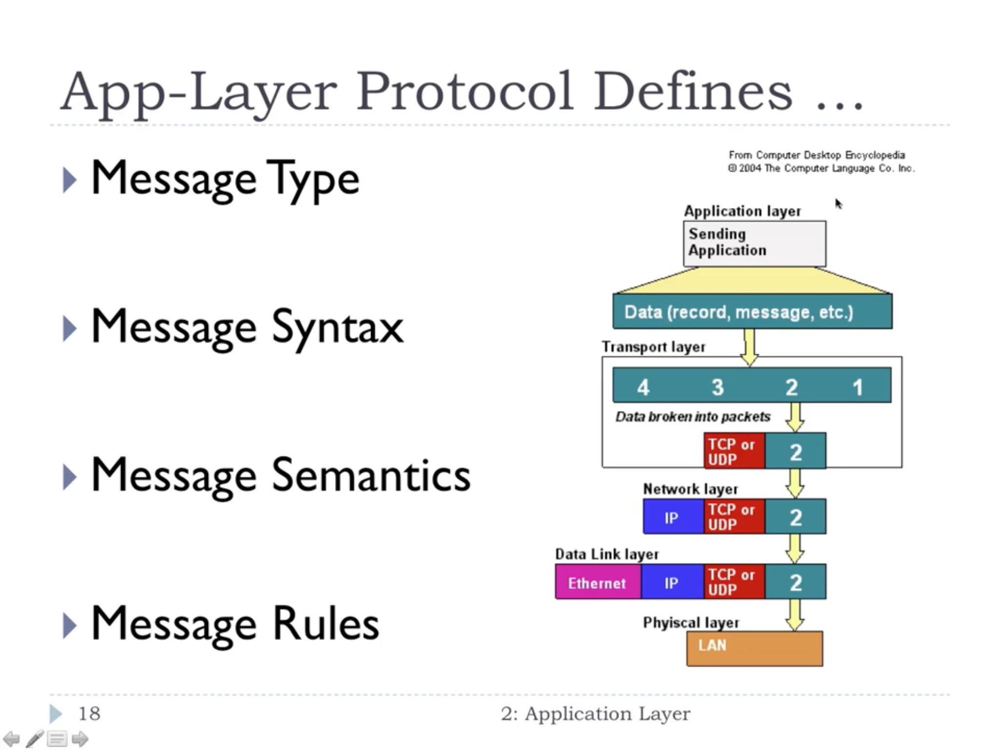 App-Layer Protocol Defines ...
Message Type
Message Syntax
Message Semantics
Message Rules
From Computer Desktop Encyclopedia
© 2004 The Computer Language Co. Inc.
Application layer
Sending
Application
Data (record, message, etc.)
Transport layer
4 3 2 1
Data broken into packets
TCP or
UDP
2
Network layer
IP
TCP or
UDP
2
Data Link layer
Ethernet
IP
TCP or
UDP
2
Phyiscal layer
LAN
18
2: Application Layer